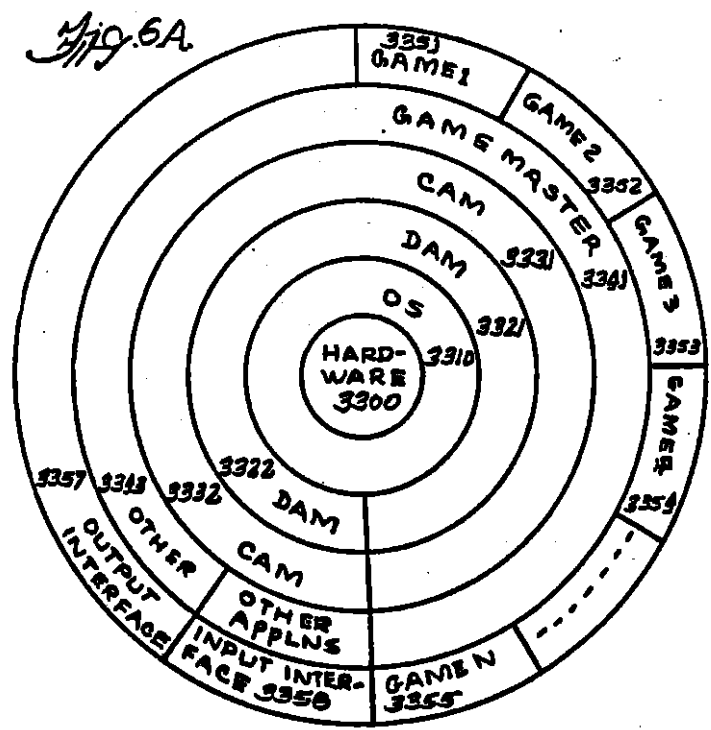 Fig. 6A.
3351
GAME 1
GAME 2
3352
GAME 3
3353
GAME R
3354
GAME MASTER
3341
CAM
3331
DAM
3321
OS
3310
HARD-
WARE
3300
3322
DAM
3332
CAM
3343
OTHER
3357
OUTPUT
INTERFACE
OTHER
APPLNS
INPUT INTER-
FACE 3356
GAME N
3355